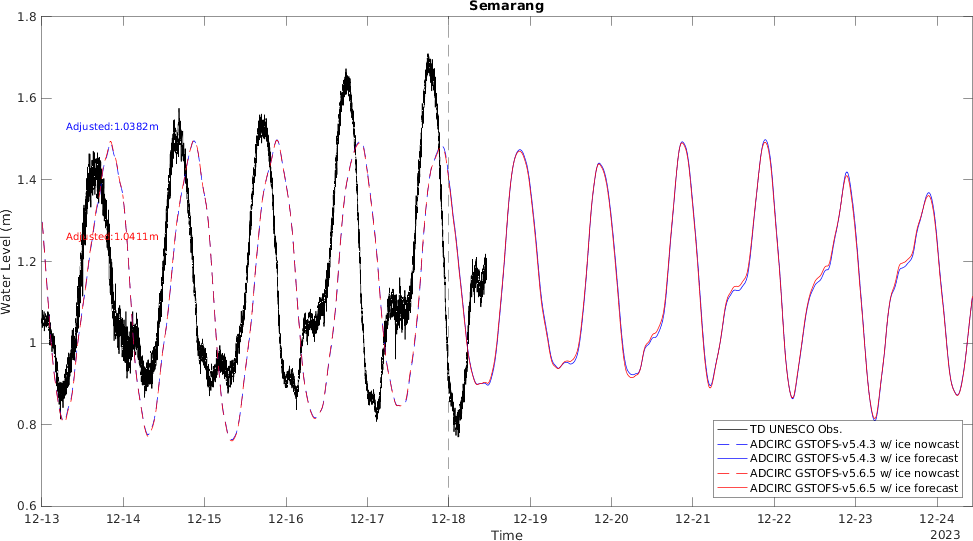 Semarang
1.8
1.6
1.4
1.2
1
0.8
0.6
Water Level (m)
Adjusted:1.0382m
Adjusted:1.0411m
TD UNESCO Obs.
ADCIRC GSTOFS-v5.4.3 w/ ice nowcast
ADCIRC GSTOFS-v5.4.3 w/ ice forecast
ADCIRC GSTOFS-v5.6.5 w/ ice nowcast
ADCIRC GSTOFS-v5.6.5 w/ ice forecast
12-13 12-14 12-15 12-16 12-17 12-18 12-19 12-20 12-21 12-22 12-23 12-24
Time
2023